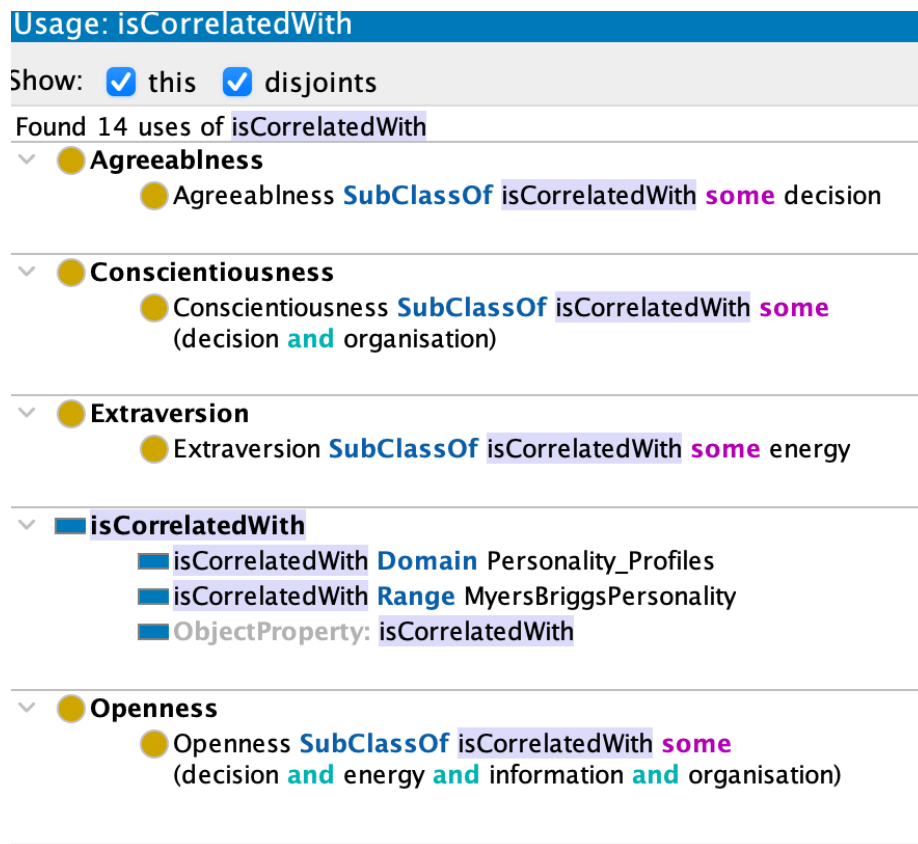 Usage: isCorrelatedWith
Show: this disjoints
Found 14 uses of isCorrelatedWith
Agreeablness
Agreeablness SubClassOf isCorrelatedWith some decision
Conscientiousness
Conscientiousness SubClassOf isCorrelatedWith some
(decision and organisation)
Extraversion
Extraversion SubClassOf isCorrelatedWith some energy
isCorrelatedWith
isCorrelatedWith Domain Personality_Profiles
isCorrelatedWith Range MyersBriggsPersonality
ObjectProperty: isCorrelatedWith
Openness
Openness SubClassOf isCorrelatedWith some
(decision and energy and information and organisation)